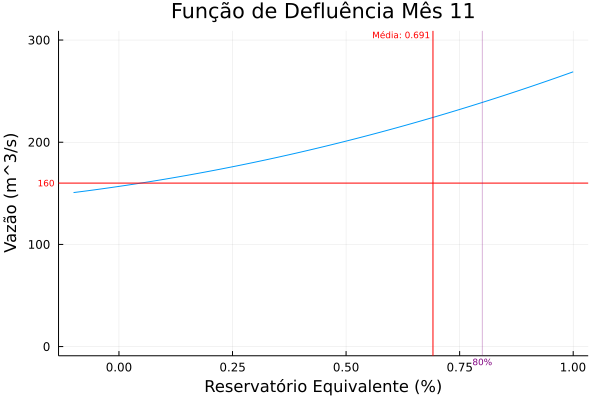 Função de Defluência Mês 11
Média: 0.691
300
200
160
100
0
Vazão (m^3/s)
0.00
0.25
0.50
0.75
80%
1.00
Reservatório Equivalente (%)